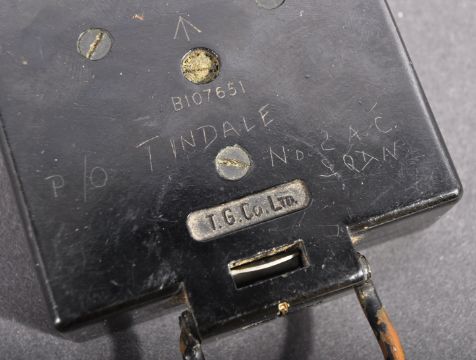 B107651
P/O TINDALE No. 2 A.C.
SQDN
T.G.Co.LTD.